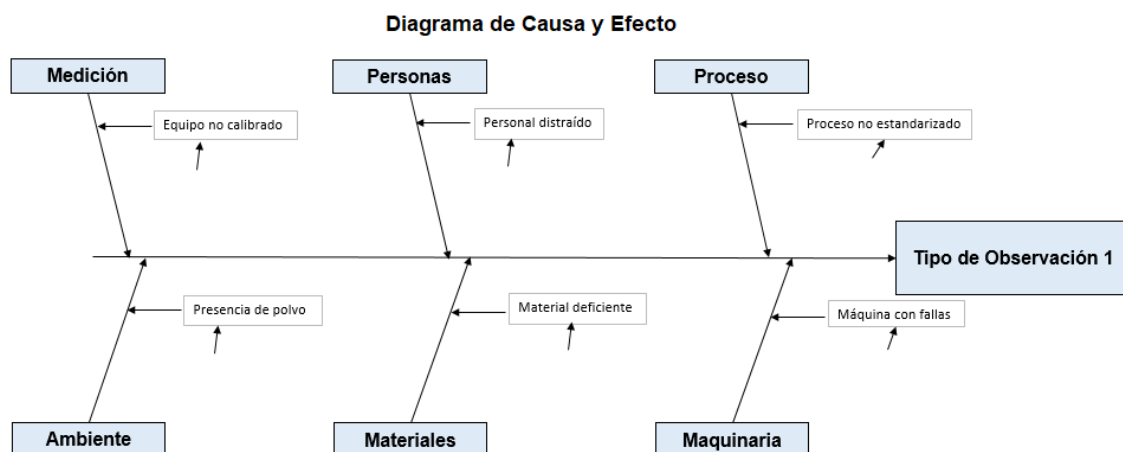 Diagrama de Causa y Efecto
Medición
Personas
Proceso
Equipo no calibrado
Personal distraído
Proceso no estandarizado
Tipo de Observación 1
Presencia de polvo
Material deficiente
Máquina con fallas
Ambiente
Materiales
Maquinaria